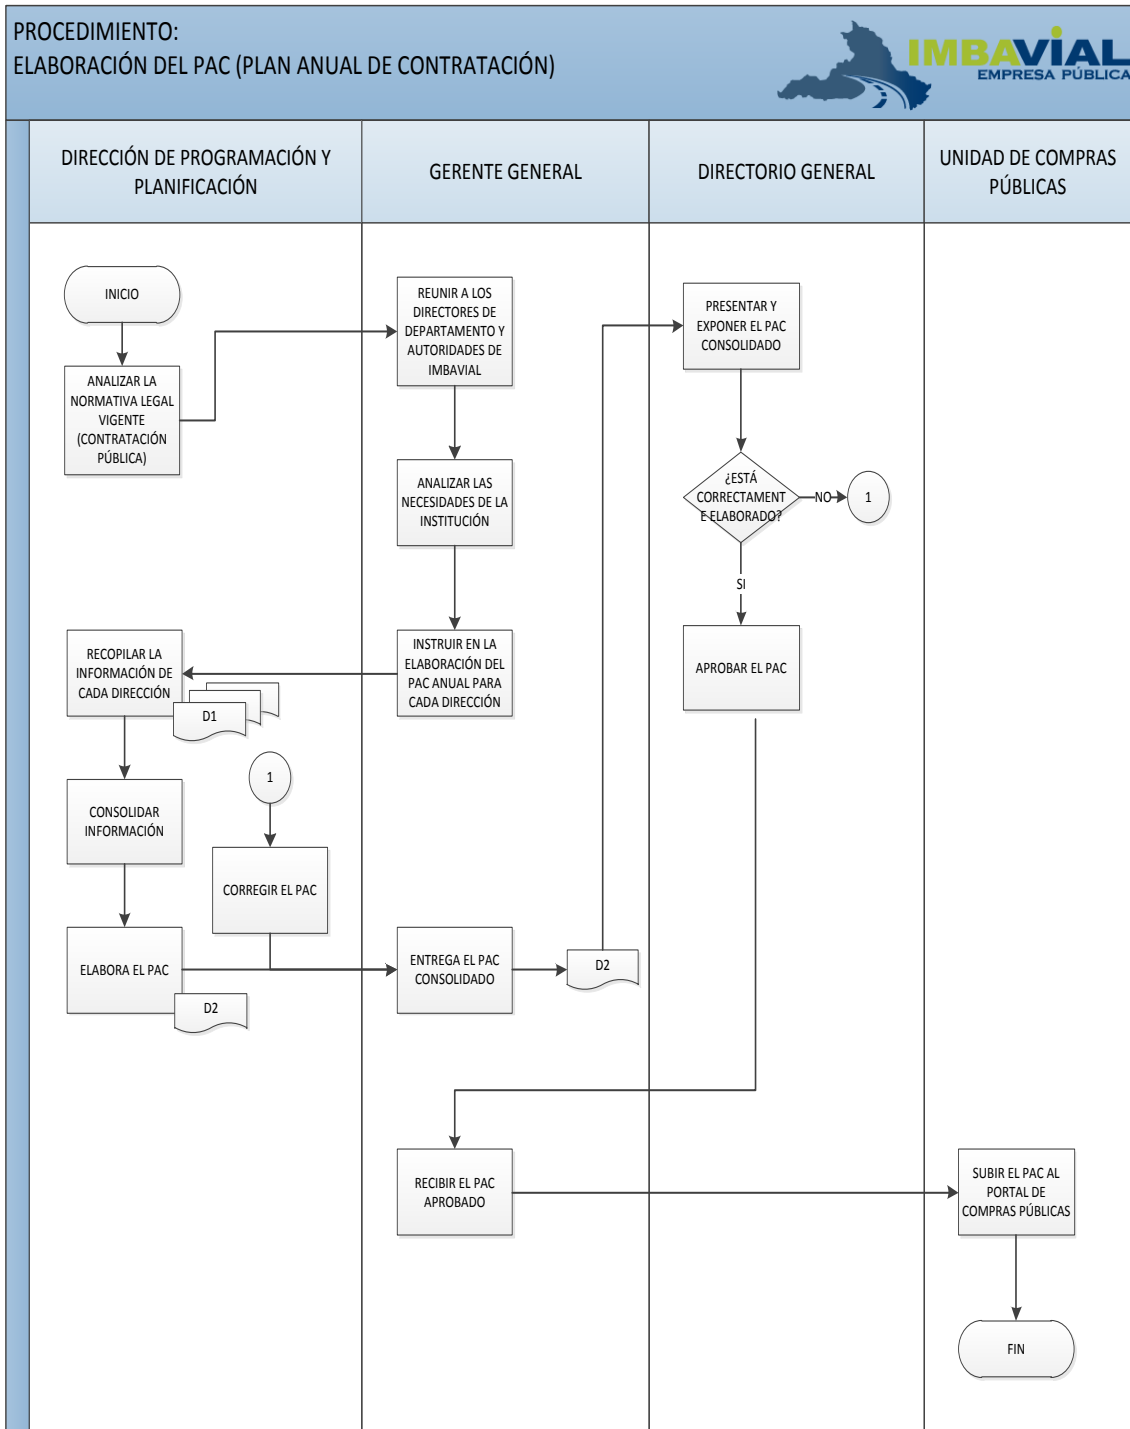 PROCEDIMIENTO:
ELABORACIÓN DEL PAC (PLAN ANUAL DE CONTRATACIÓN)
IMBAVIAL
EMPRESA PÚBLICA
DIRECCIÓN DE PROGRAMACIÓN Y
PLANIFICACIÓN
GERENTE GENERAL
DIRECTORIO GENERAL
UNIDAD DE COMPRAS
PÚBLICAS
INICIO
ANALIZAR LA
NORMATIVA LEGAL
VIGENTE
(CONTRATACIÓN
PÚBLICA)
REUNIR A LOS
DIRECTORES DE
DEPARTAMENTO Y
AUTORIDADES DE
IMBAVIAL
ANALIZAR LAS
NECESIDADES DE LA
INSTITUCIÓN
INSTRUIR EN LA
ELABORACIÓN DEL
PAC ANUAL PARA
CADA DIRECCIÓN
RECOPILAR LA
INFORMACIÓN DE
CADA DIRECCIÓN
D1
CONSOLIDAR
INFORMACIÓN
1
CORREGIR EL PAC
ELABORA EL PAC
D2
ENTREGA EL PAC
CONSOLIDADO
D2
PRESENTAR Y
EXPONER EL PAC
CONSOLIDADO
¿ESTÁ
CORRECTAMENT
E ELABORADO?
NO
1
SI
APROBAR EL PAC
RECIBIR EL PAC
APROBADO
SUBIR EL PAC AL
PORTAL DE
COMPRAS PÚBLICAS
FIN